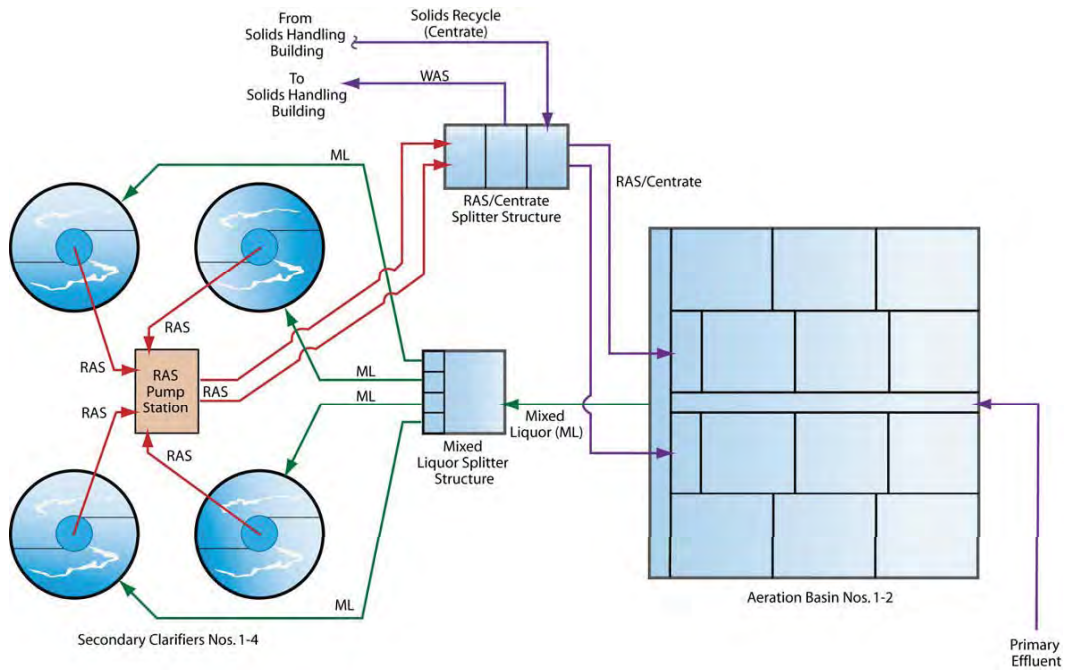 From
Solids Handling
Building
Solids Recycle
(Centrate)
To
Solids Handling
Building
WAS
ML
RAS/Centrate
Splitter Structure
RAS/Centrate
RAS
RAS
RAS
Pump
Station
RAS
RAS
RAS
ML
ML
Mixed
Liquor (ML)
Mixed
Liquor Splitter
Structure
ML
Secondary Clarifiers Nos. 1-4
Aeration Basin Nos. 1-2
Primary
Effluent